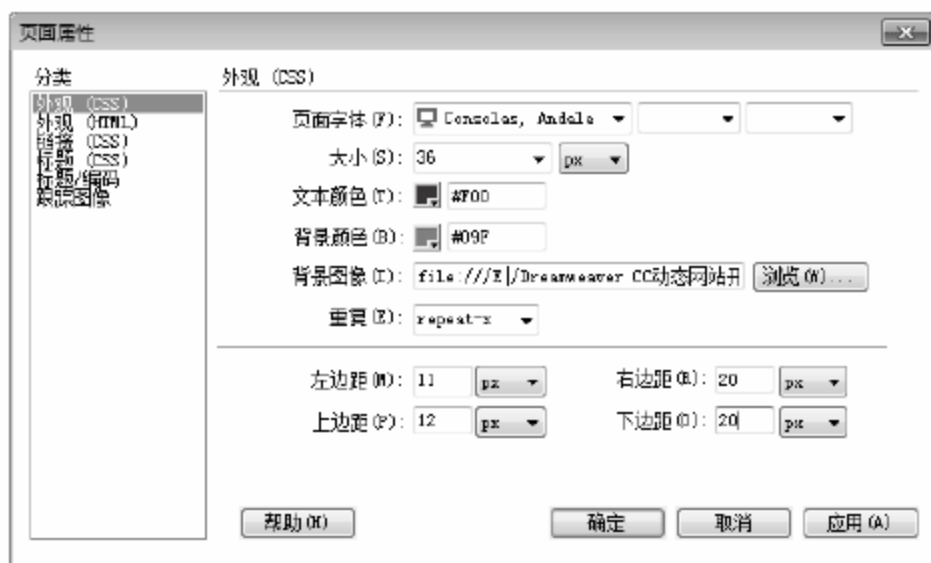 页面属性
分类
外观 (CSS)
外观 (HTML)
链接 (CSS)
标题 (CSS)
标题/编码
跟踪图像
外观 (CSS)
页面字体(F): Consolas, Andale
大小(S): 36 px
文本颜色(T): #F00
背景颜色(B): #09F
背景图像(I): file:///E|/Dreamweaver CC动态网站开 浏览(W)...
重复(E): repeat-x
左边距(M): 11 px 右边距(R): 20 px
上边距(P): 12 px 下边距(O): 20 px
帮助(H) 确定 取消 应用(A)